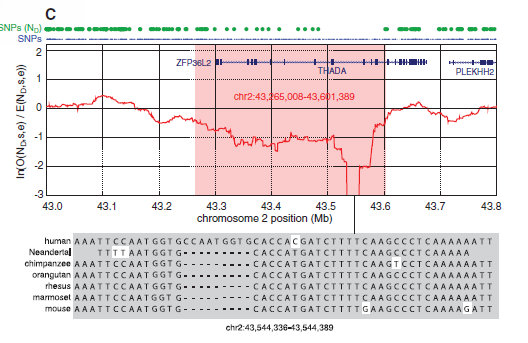 C
SNPs (N_D)
SNPs
ln(O(N_D,s,e) / E(N_D,s,e))
2
1
0
-1
-2
-3
ZFP36L2
THADA
PLEKHH2
chr2:43,265,008-43,601,389
43.0 43.1 43.2 43.3 43.4 43.5 43.6 43.7 43.8
chromosome 2 position (Mb)
human AAATTCCAATGGTGCCAATGGTGCACCACGATCTTTTCAAGCCCTCAAAAAATT
Neandertal TTTTAATGGTG---------CACCATGATCTTTTCAAGCCCTCAAAAA
chimpanzee AAATTCCAATGGTG---------CACCATGATCTTTTCAAGTCCTCAAAAAATT
orangutan AAATTCCAATGGTG---------CACCATGATCTTTTCAAGCCCTCAAAAAATT
rhesus AAATTCCAATGGTG---------CACCATGATCTTTTCAAGCCCTCAAAAAATT
marmoset AAATTCCAATGGTG---------CACCATGATCTTTTCAAGCCCTCAAAAAATT
mouse AAATTCCAATGGTG---------CACCATGATCTTTTGAAGCCCTCAAAAGATT
chr2:43,544,336-43,544,389